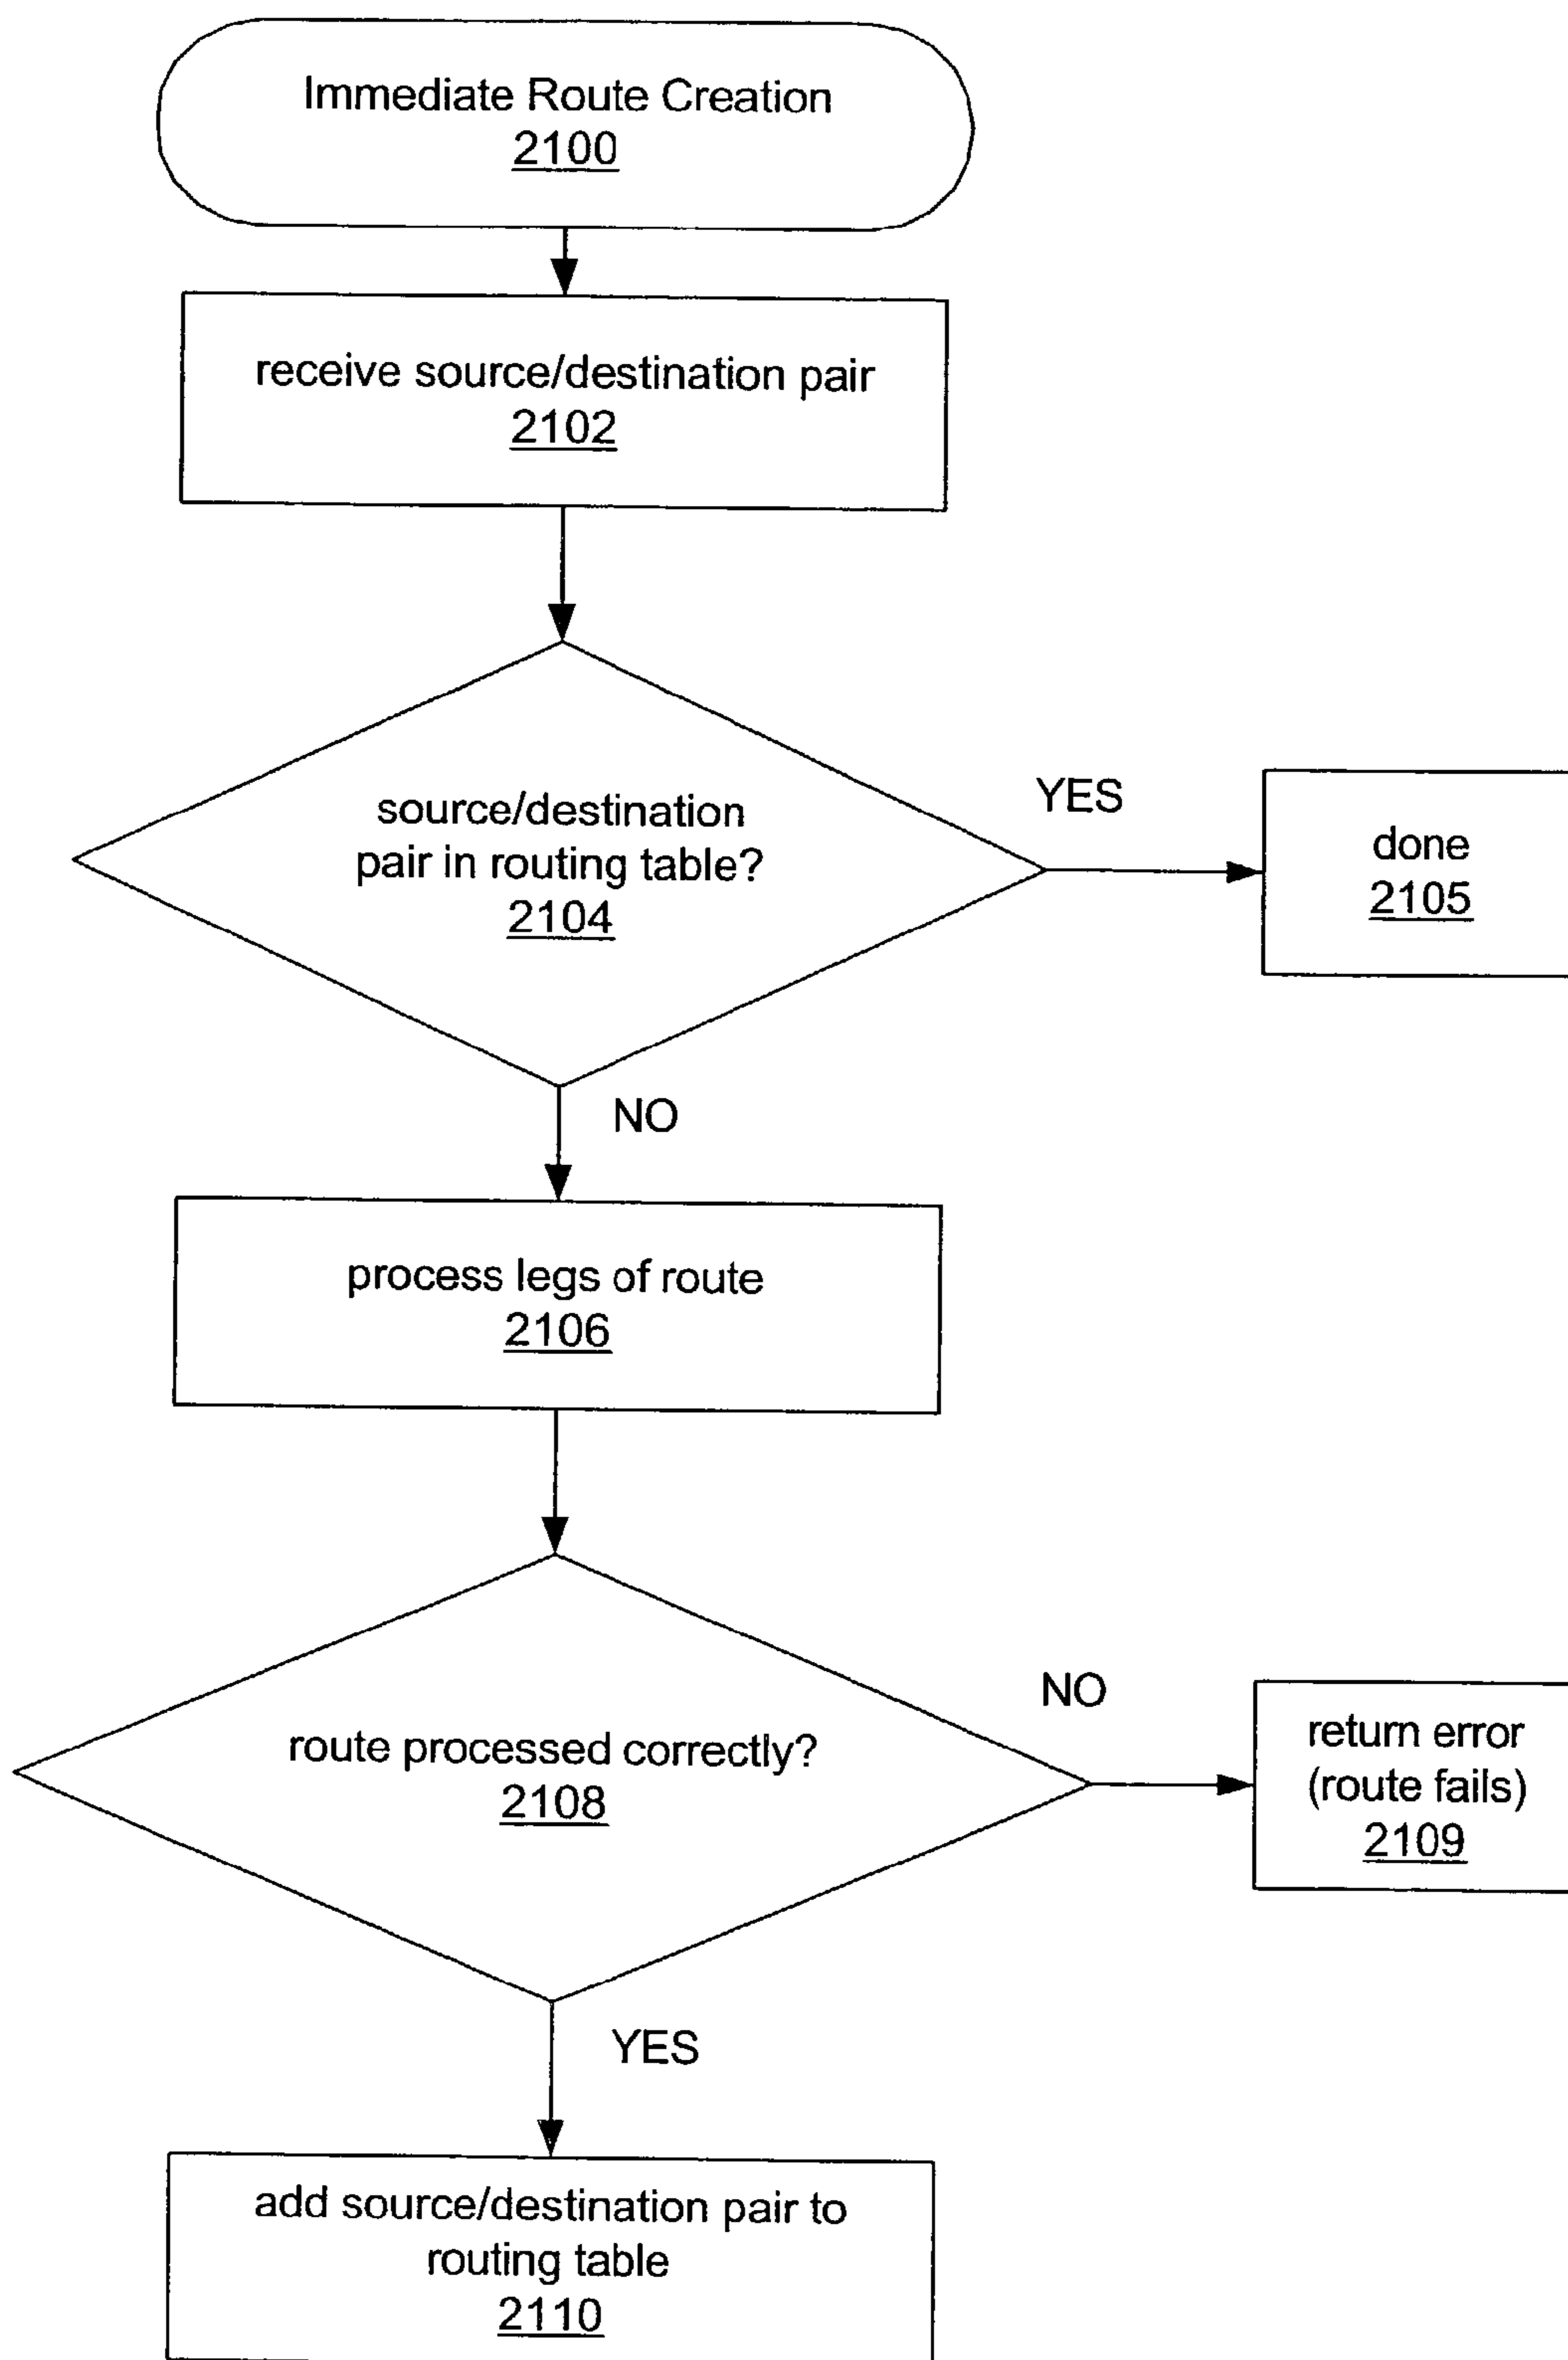 Immediate Route Creation
2100
receive source/destination pair
2102
source/destination
pair in routing table?
2104
YES
done
2105
NO
process legs of route
2106
route processed correctly?
2108
NO
return error
(route fails)
2109
YES
add source/destination pair to
routing table
2110